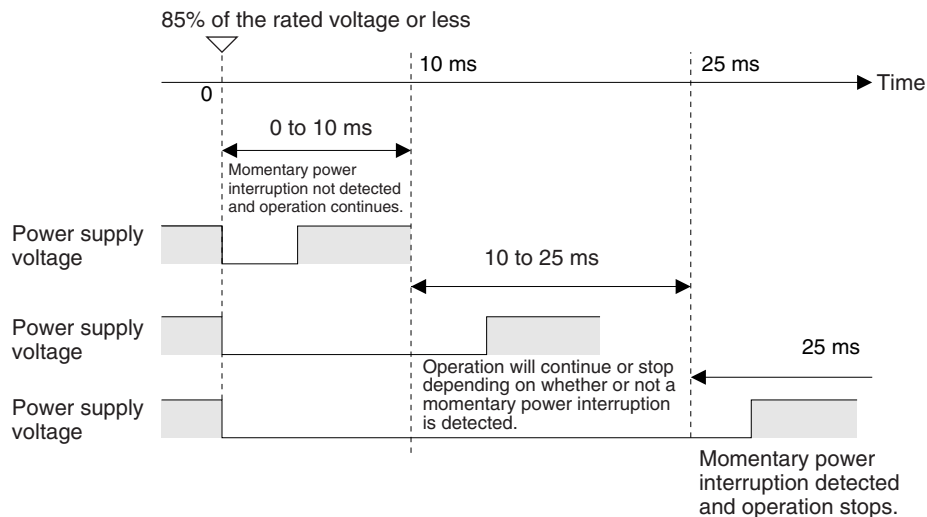 85% of the rated voltage or less
10 ms
25 ms
Time
0
0 to 10 ms
Momentary power
interruption not detected
and operation continues.
Power supply
voltage
10 to 25 ms
Power supply
voltage
25 ms
Operation will continue or stop
depending on whether or not a
momentary power interruption
is detected.
Power supply
voltage
Momentary power
interruption detected
and operation stops.